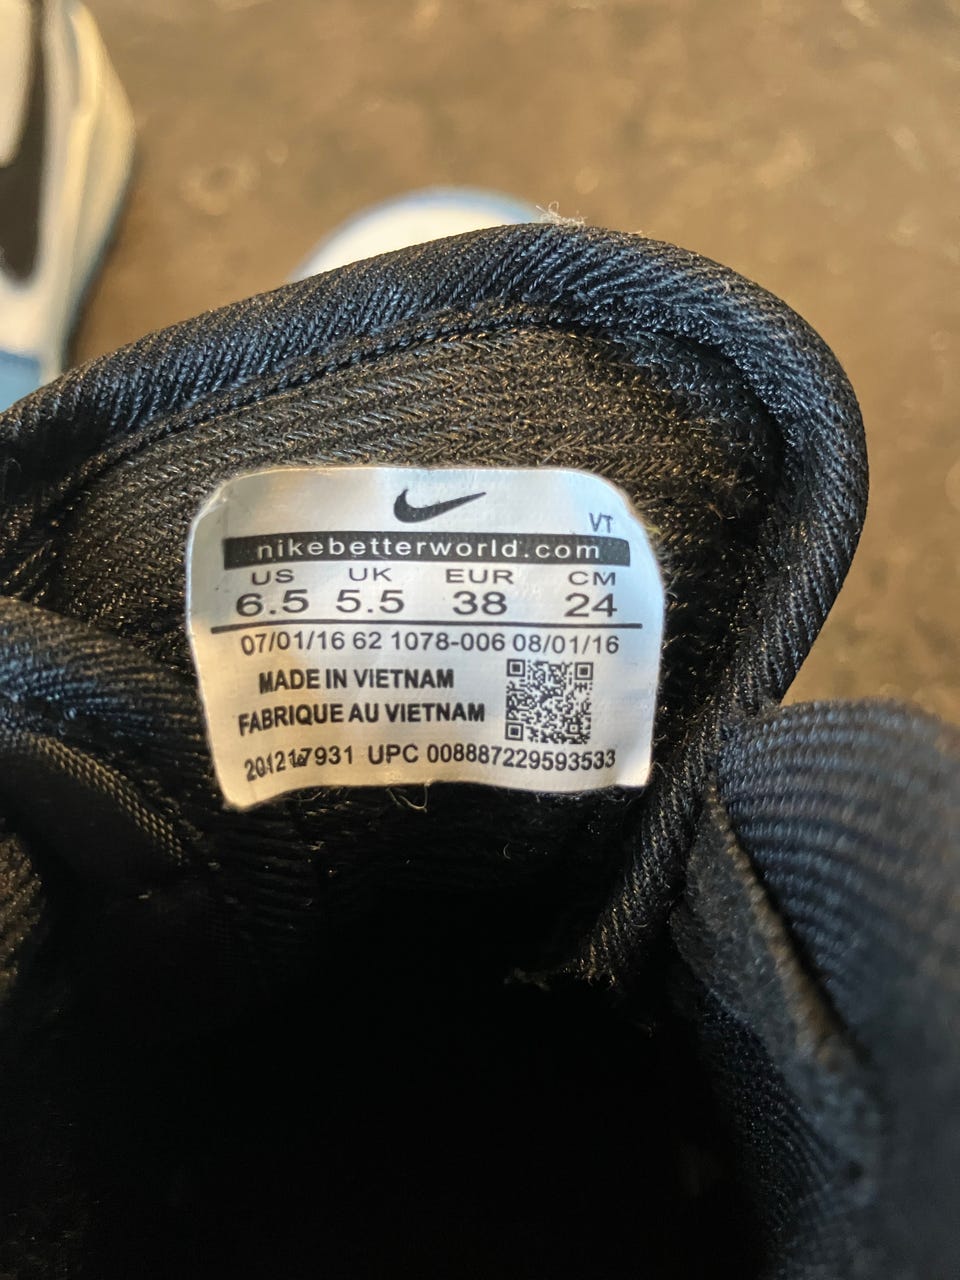 VT
nikebetterworld.com
US UK EUR CM
6.5 5.5 38 24
07/01/16 62 1078-006 08/01/16
MADE IN VIETNAM
FABRIQUE AU VIETNAM
UPC 008887229593533